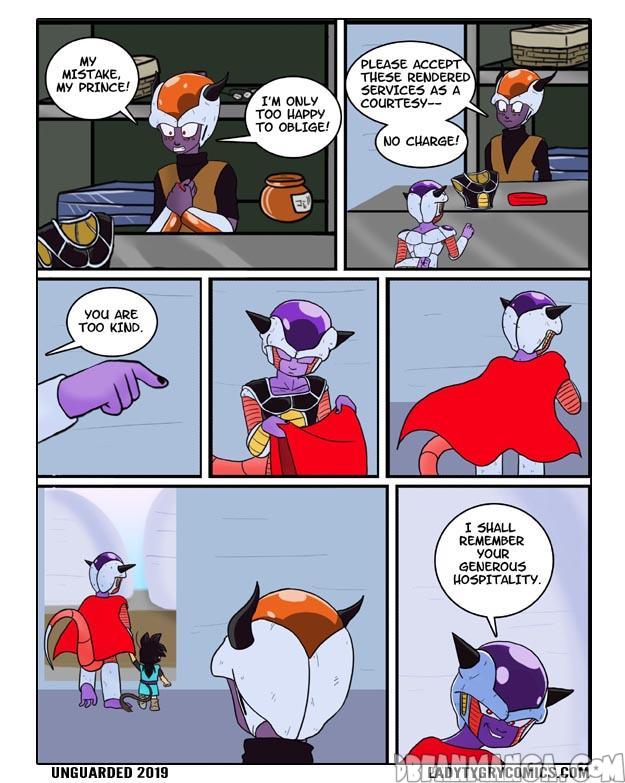 MY
MISTAKE,
MY PRINCE!
I'M ONLY
TOO HAPPY
TO OBLIGE!
PLEASE ACCEPT
THESE RENDERED
SERVICES AS A
COURTESY--
NO CHARGE!
YOU ARE
TOO KIND.
I SHALL
REMEMBER
YOUR
GENEROUS
HOSPITALITY.
UNGUARDED 2019
LADYTYGRYCOMICS.COM
DBFANMANGA.COM